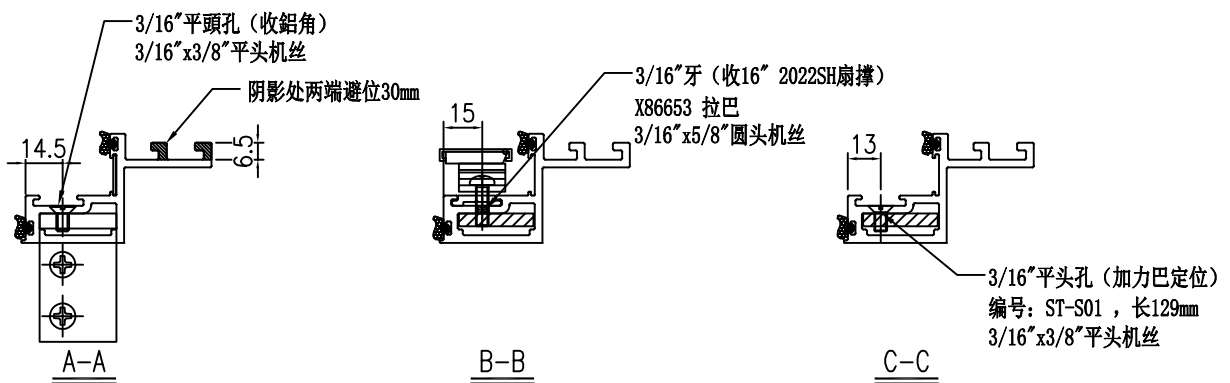 3/16"平頭孔（收鋁角）
3/16"x3/8"平头机丝
阴影处两端避位30mm
14.5
6.5
A-A
15
3/16"牙（收16" 2022SH扇撑）
X86653 拉巴
3/16"x5/8"圆头机丝
B-B
13
3/16"平头孔（加力巴定位）
编号：ST-S01 ，长129mm
3/16"x3/8"平头机丝
C-C